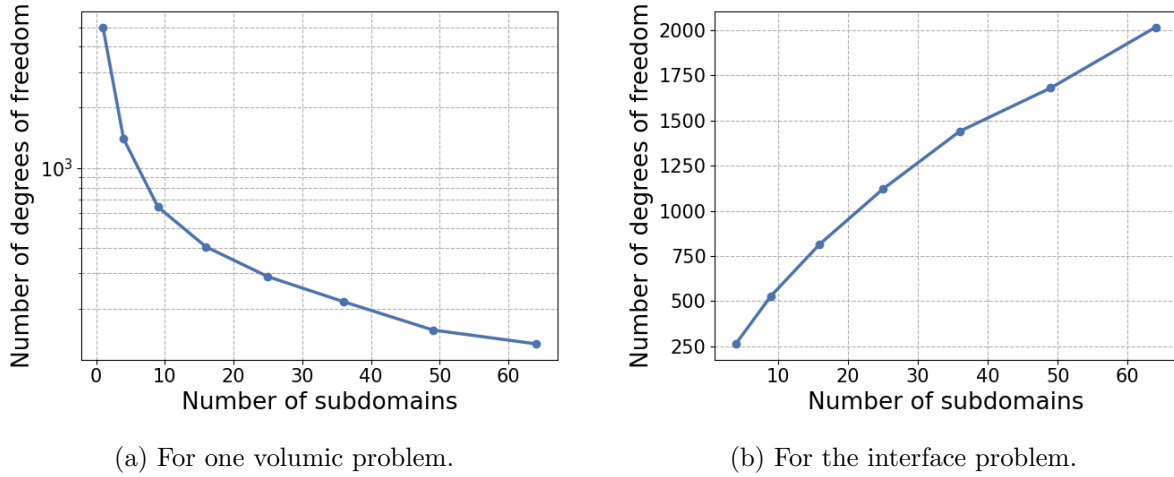 Number of degrees of freedom
10³
0 10 20 30 40 50 60
Number of subdomains
(a) For one volumic problem.
Number of degrees of freedom
2000
1750
1500
1250
1000
750
500
250
10 20 30 40 50 60
Number of subdomains
(b) For the interface problem.